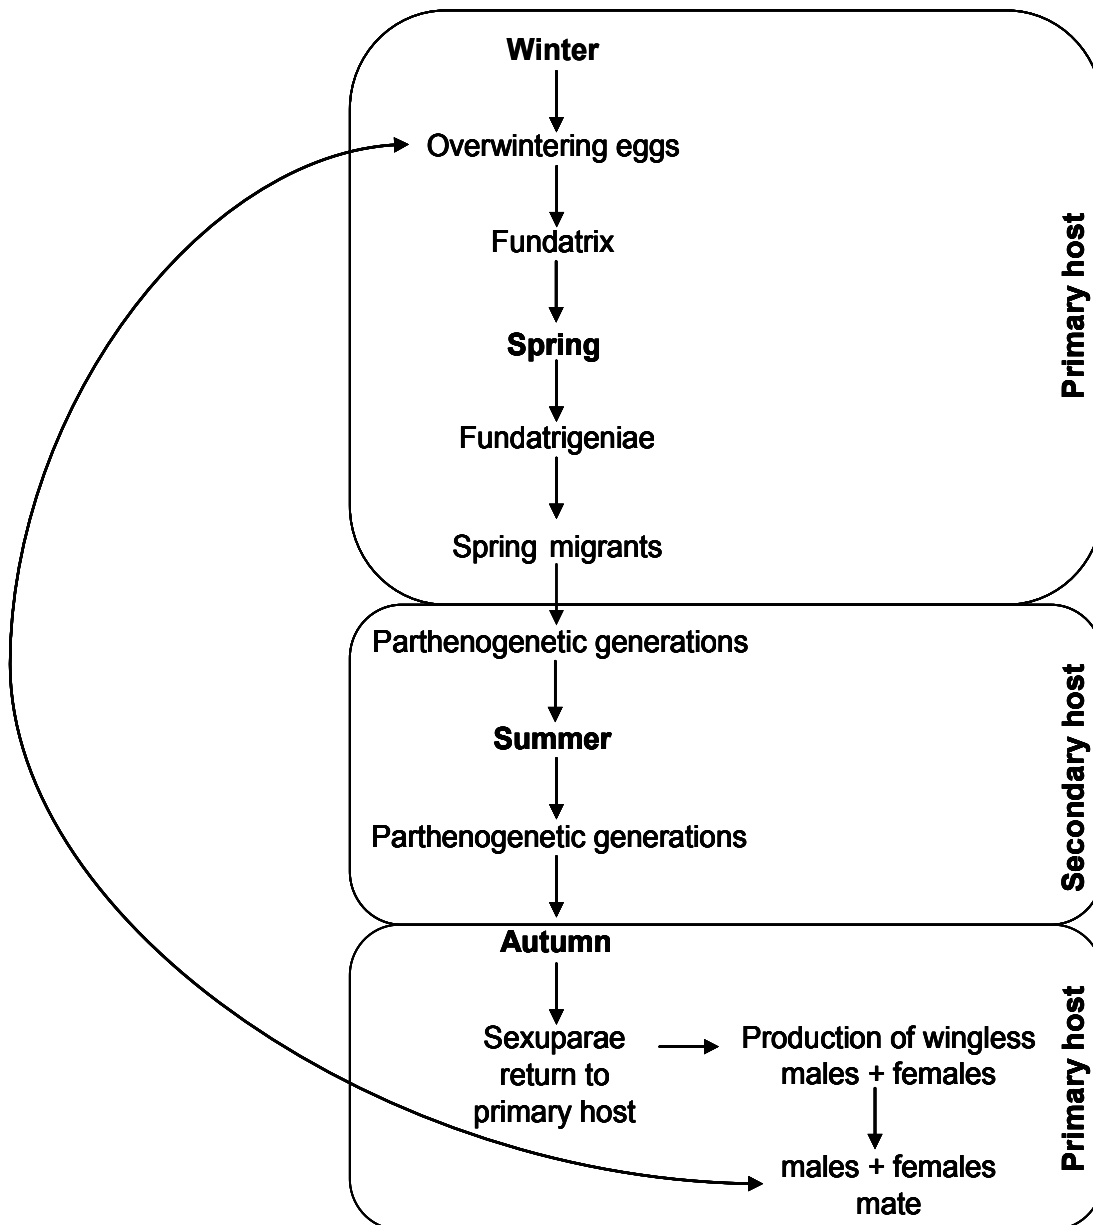 Winter
Overwintering eggs
Fundatrix
Spring
Fundatrigeniae
Spring migrants
Primary host
Parthenogenetic generations
Summer
Parthenogenetic generations
Secondary host
Autumn
Sexuparae
return to
primary host
Production of wingless
males + females
males + females
mate
Primary host